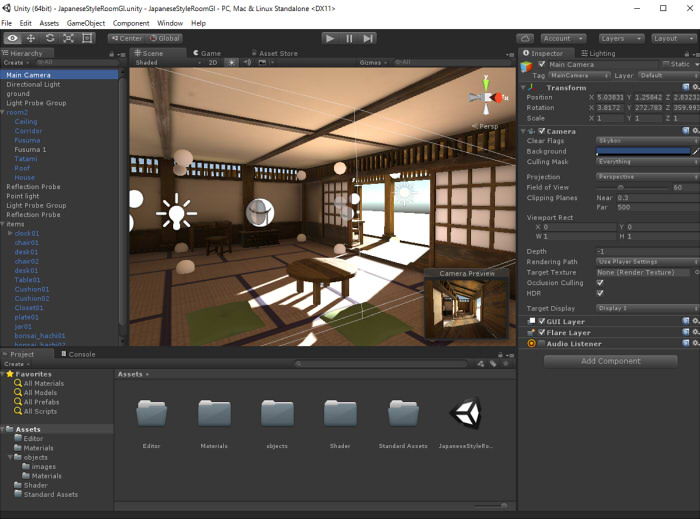 Unity (64bit) - JapaneseStyleRoomGI.unity - JapaneseStyleRoomGI - PC, Mac & Linux Standalone <DX11>
File Edit Assets GameObject Component Window Help
Center Global Account Layers Layout
Hierarchy
Create All
Main Camera
Directional Light
ground
Light Probe Group
room2
Ceiling
Corridor
Fusuma
Fusuma 1
Tatami
Roof
House
Reflection Probe
Point light
Light Probe Group
Reflection Probe
items
clock01
chair01
desk01
chair02
desk01
Table01
Cushion01
Cushion02
Closet01
plate01
jar01
bonsai_hachi01
bonsai_hachi02
Scene Game Asset Store
Shaded 2D Gizmos All
y
x
Persp
Camera Preview
Inspector Lighting
Main Camera Static
Tag MainCamera Layer Default
Transform
Position X 5.03831 Y 1.25842 Z 2.83232
Rotation X 3.8172 Y 272.783 Z 359.993
Scale X 1 Y 1 Z 1
Camera
Clear Flags Skybox
Background
Culling Mask Everything
Projection Perspective
Field of View 60
Clipping Planes Near 0.3
Far 500
Viewport Rect
X 0 Y 0
W 1 H 1
Depth -1
Rendering Path Use Player Settings
Target Texture None (Render Texture)
Occlusion Culling
HDR
Target Display Display 1
GUI Layer
Flare Layer
Audio Listener
Add Component
Project Console
Create
Favorites
All Materials
All Models
All Prefabs
All Scripts
Assets
Editor
Materials
objects
images
Materials
Shader
Standard Assets
Assets
Editor Materials objects Shader Standard Assets JapaneseStyleRo...